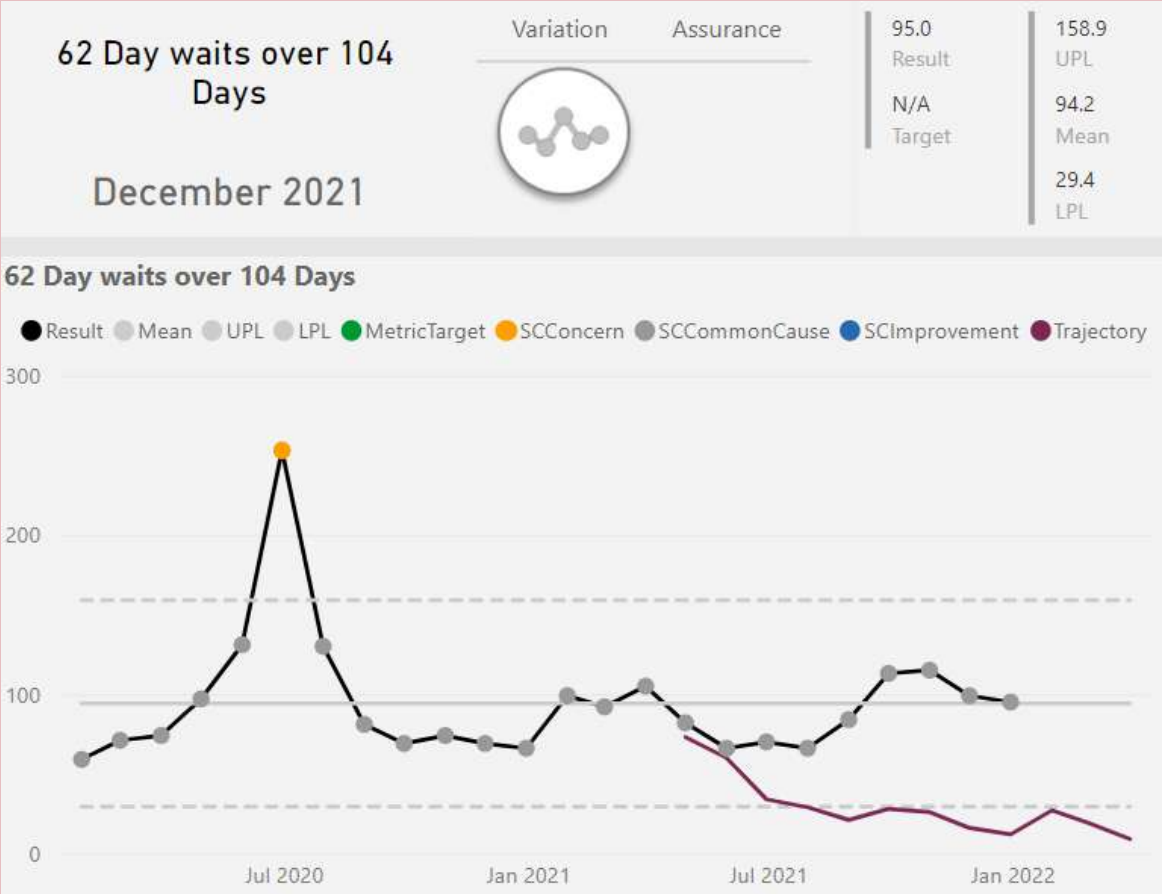 62 Day waits over 104
Days
December 2021
Variation Assurance
95.0
Result
N/A
Target
158.9
UPL
94.2
Mean
29.4
LPL
62 Day waits over 104 Days
Result Mean UPL LPL MetricTarget SCConcern SCCommonCause SCImprovement Trajectory
300
200
100
0
Jul 2020 Jan 2021 Jul 2021 Jan 2022